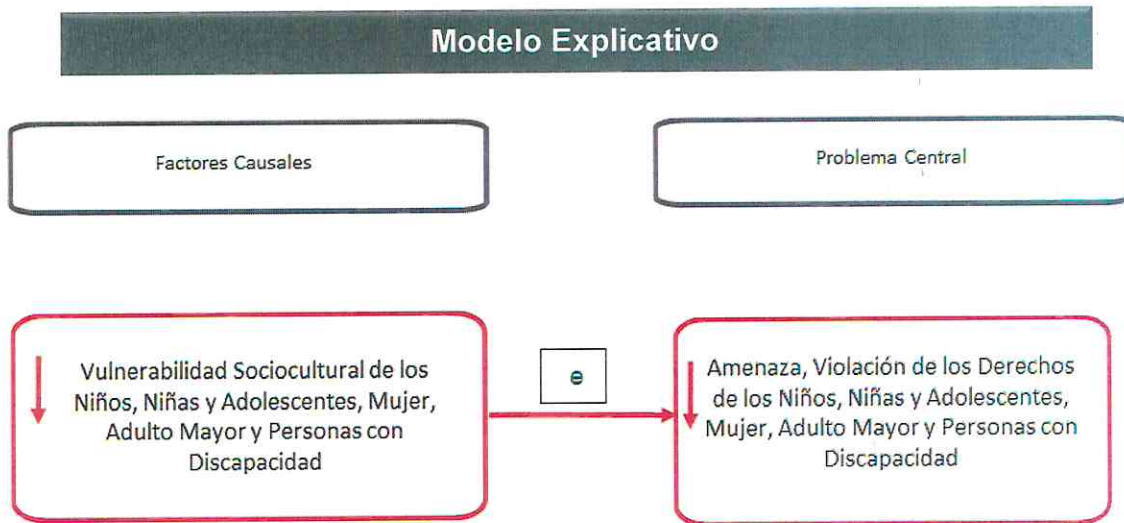 Modelo Explicativo
Factores Causales
Problema Central
Vulnerabilidad Sociocultural de los
Niños, Niñas y Adolescentes, Mujer,
Adulto Mayor y Personas con
Discapacidad
e
Amenaza, Violación de los Derechos
de los Niños, Niñas y Adolescentes,
Mujer, Adulto Mayor y Personas con
Discapacidad